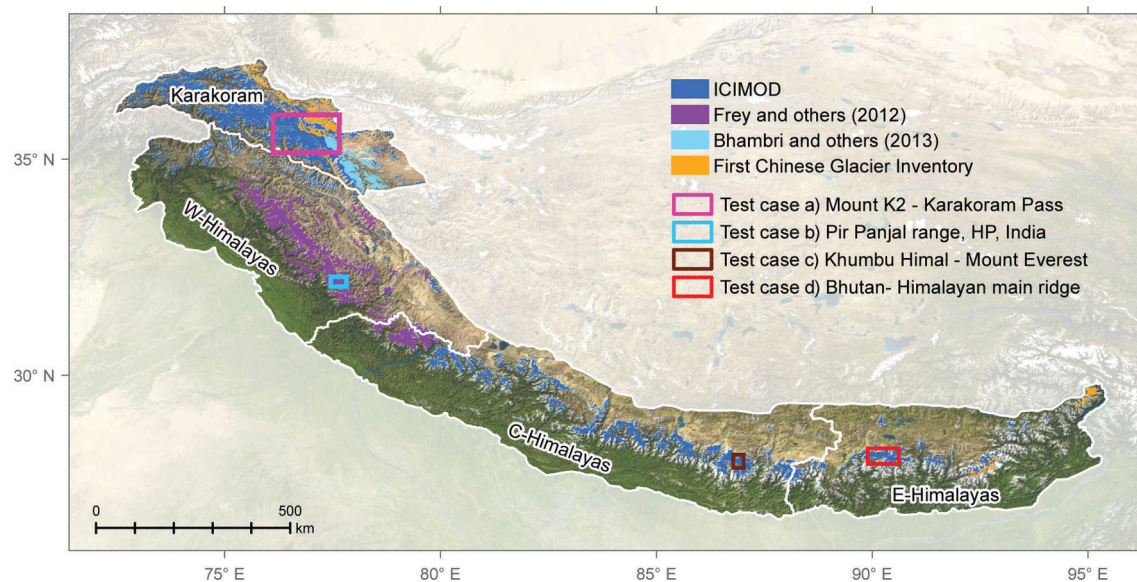 Karakoram
W-Himalayas
C-Himalayas
E-Himalayas
ICIMOD
Frey and others (2012)
Bhambri and others (2013)
First Chinese Glacier Inventory
Test case a) Mount K2 - Karakoram Pass
Test case b) Pir Panjal range, HP, India
Test case c) Khumbu Himal - Mount Everest
Test case d) Bhutan- Himalayan main ridge
35° N
30° N
0 500
km
75° E 80° E 85° E 90° E 95° E